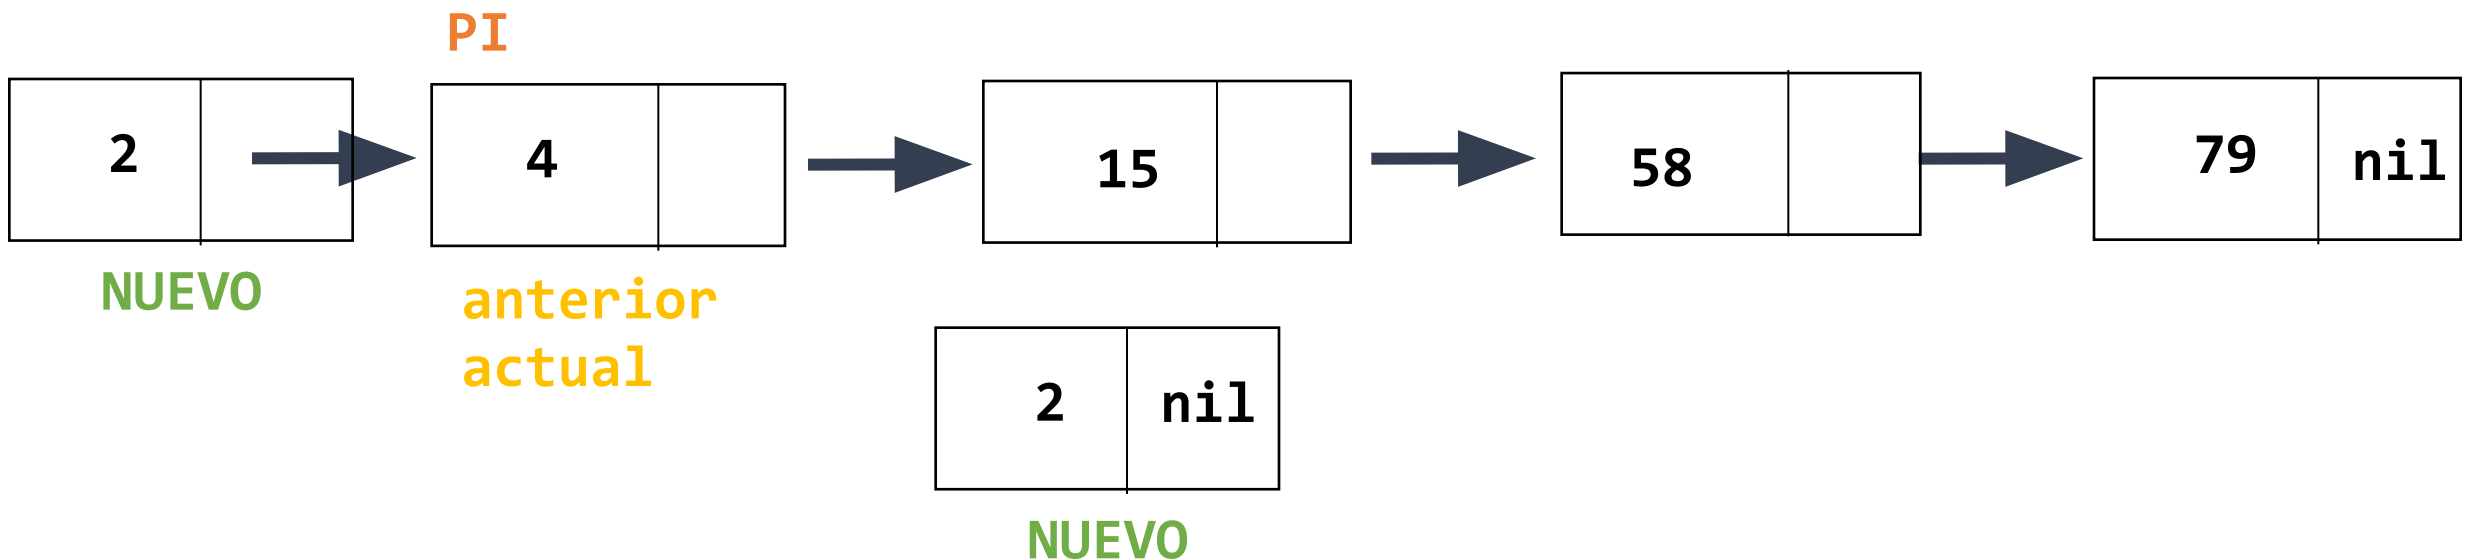 PI
2 4 15 58 79 nil
NUEVO
anterior
actual
2 nil
NUEVO